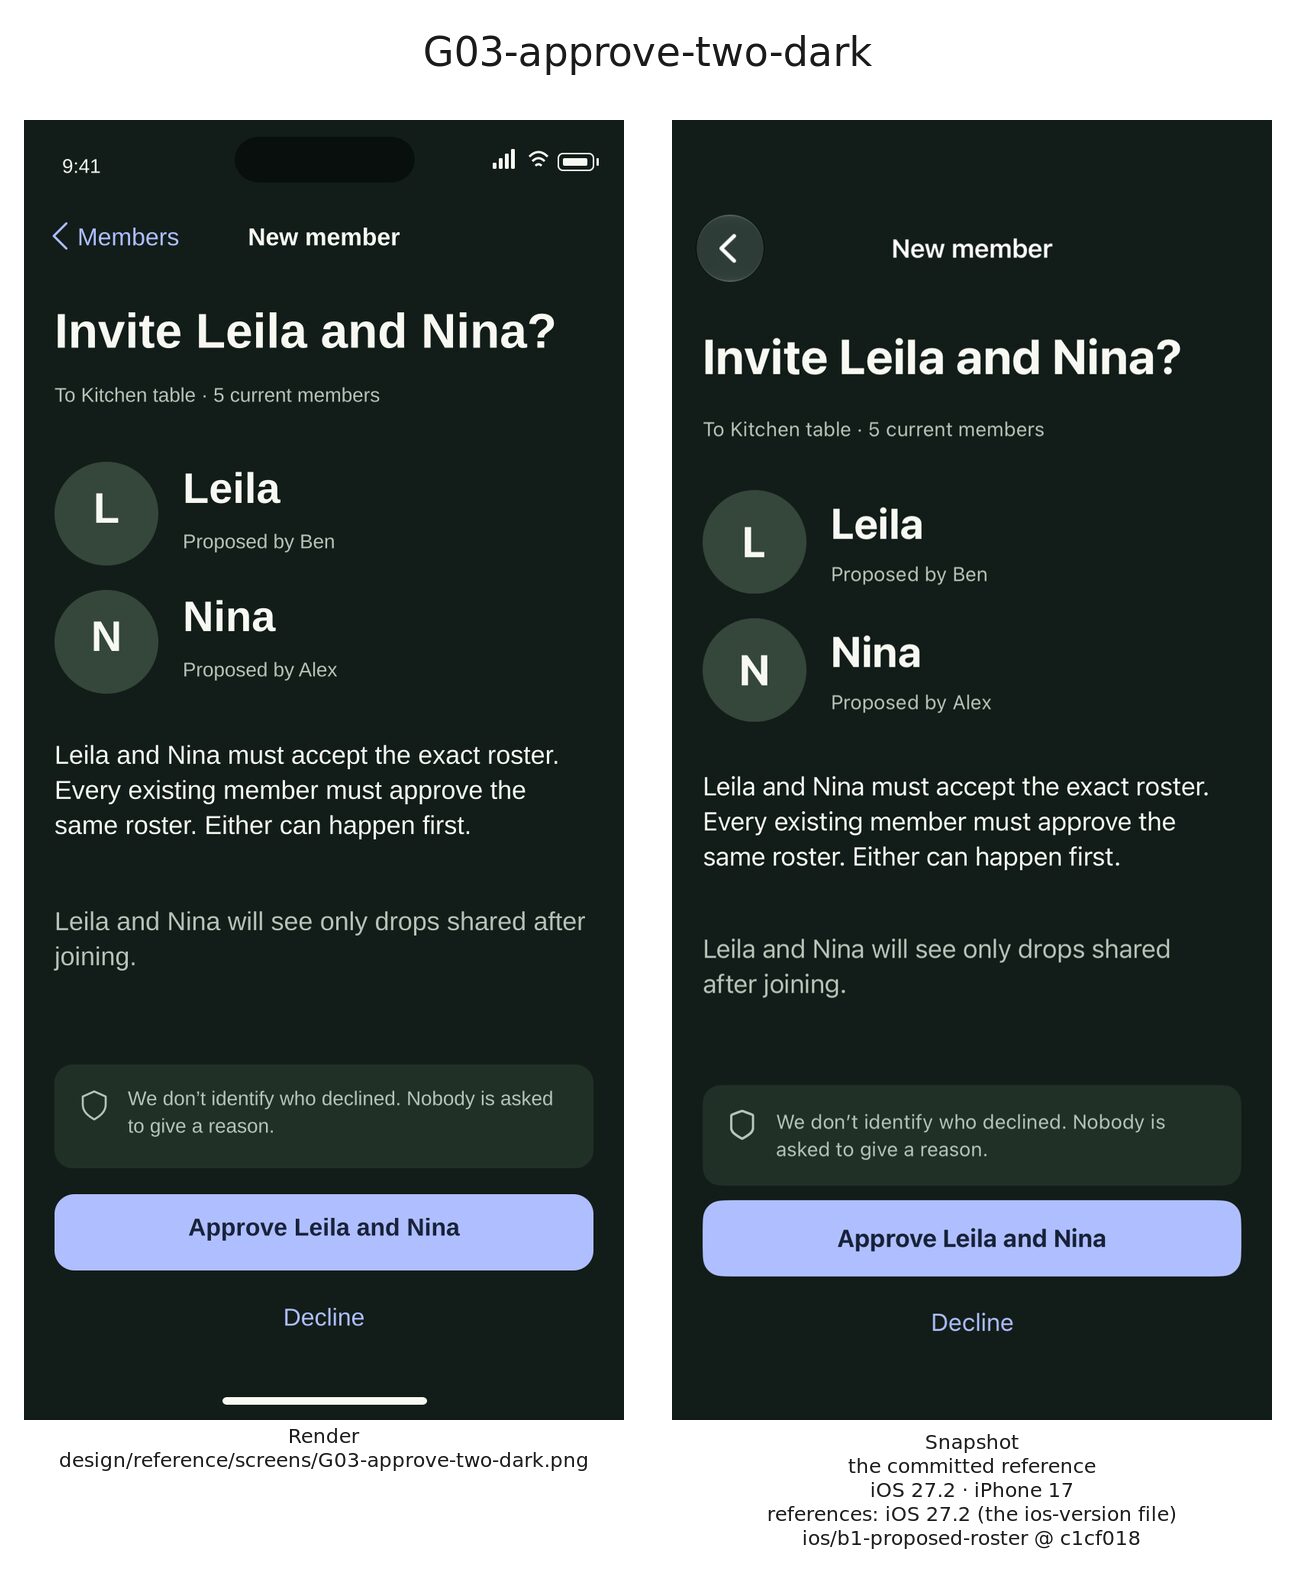 G03-approve-two-dark
9:41
Members
New member
Invite Leila and Nina?
To Kitchen table · 5 current members
L
Leila
Proposed by Ben
N
Nina
Proposed by Alex
Leila and Nina must accept the exact roster.
Every existing member must approve the
same roster. Either can happen first.
Leila and Nina will see only drops shared after
joining.
We don’t identify who declined. Nobody is asked
to give a reason.
Approve Leila and Nina
Decline
Render
design/reference/screens/G03-approve-two-dark.png
New member
Invite Leila and Nina?
To Kitchen table · 5 current members
L
Leila
Proposed by Ben
N
Nina
Proposed by Alex
Leila and Nina must accept the exact roster.
Every existing member must approve the
same roster. Either can happen first.
Leila and Nina will see only drops shared
after joining.
We don’t identify who declined. Nobody is
asked to give a reason.
Approve Leila and Nina
Decline
Snapshot
the committed reference
iOS 27.2 · iPhone 17
references: iOS 27.2 (the ios-version file)
ios/b1-proposed-roster @ c1cf018